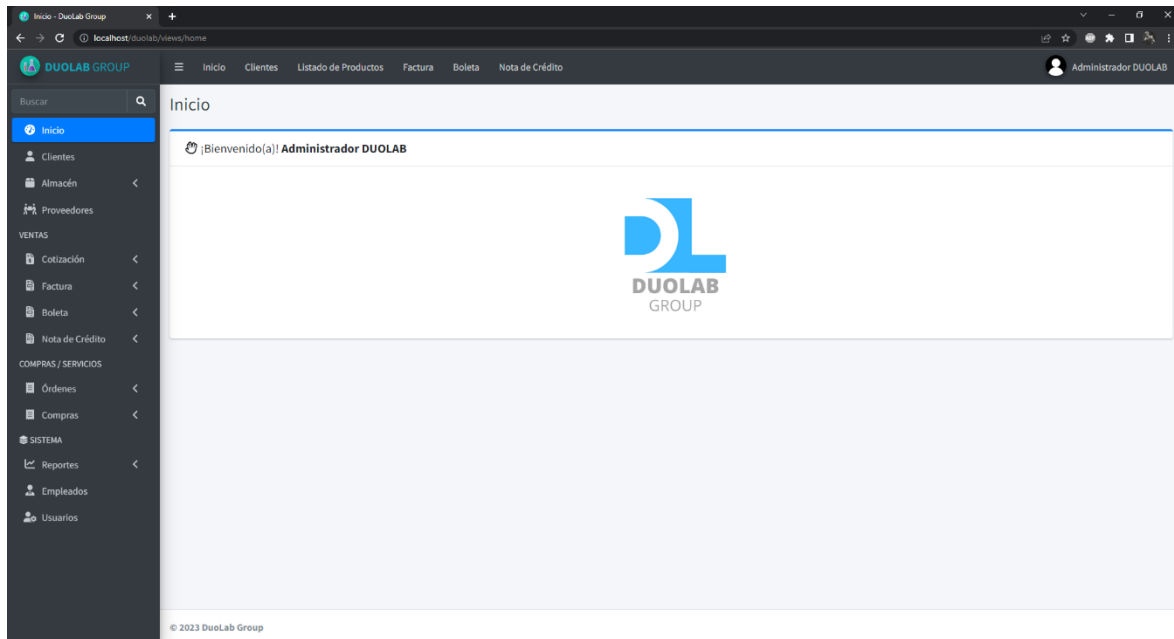 Inicio - DuoLab Group
localhost/duolab/views/home
DUOLAB GROUP
Inicio Clientes Listado de Productos Factura Boleta Nota de Crédito
Administrador DUOLAB
Buscar
Inicio
Clientes
Almacén
Proveedores
VENTAS
Cotización
Factura
Boleta
Nota de Crédito
COMPRAS / SERVICIOS
Órdenes
Compras
SISTEMA
Reportes
Empleados
Usuarios
Inicio
¡Bienvenido(a)! Administrador DUOLAB
DL
DUOLAB
GROUP
© 2023 DuoLab Group